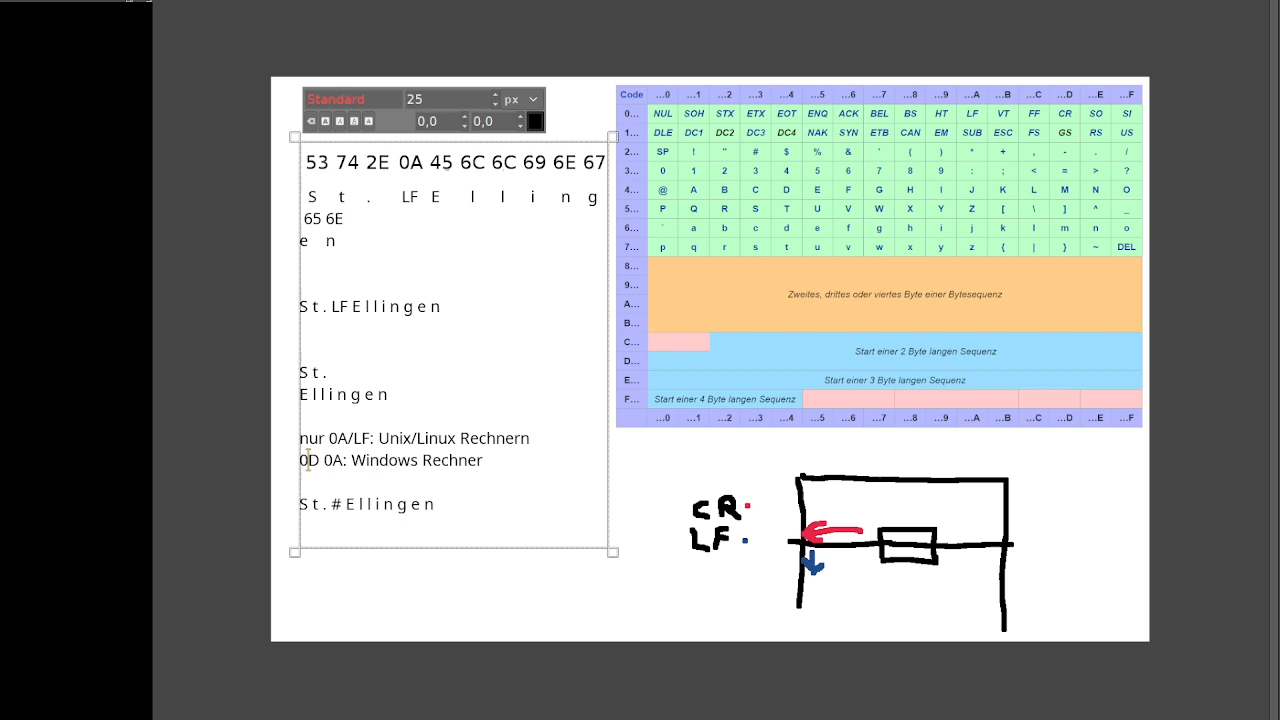 Standard 25 px
0,0 0,0
53 74 2E 0A 45 6C 6C 69 6E 67
S t . LF E l l i n g
65 6E
e n
S t . LF E l l i n g e n
S t .
E l l i n g e n
nur 0A/LF: Unix/Linux Rechnern
0D 0A: Windows Rechner
S t . # E l l i n g e n
Code ...0 ...1 ...2 ...3 ...4 ...5 ...6 ...7 ...8 ...9 ...A ...B ...C ...D ...E ...F
0... NUL SOH STX ETX EOT ENQ ACK BEL BS HT LF VT FF CR SO SI
1... DLE DC1 DC2 DC3 DC4 NAK SYN ETB CAN EM SUB ESC FS GS RS US
2... SP ! " # $ % & ' ( ) * + , - . /
3... 0 1 2 3 4 5 6 7 8 9 : ; < = > ?
4... @ A B C D E F G H I J K L M N O
5... P Q R S T U V W X Y Z [ \ ] ^ _
6... ` a b c d e f g h i j k l m n o
7... p q r s t u v w x y z { | } ~ DEL
8...
9... Zweites, drittes oder viertes Byte einer Bytesequenz
A...
B...
C... Start einer 2 Byte langen Sequenz
D...
E... Start einer 3 Byte langen Sequenz
F... Start einer 4 Byte langen Sequenz
...0 ...1 ...2 ...3 ...4 ...5 ...6 ...7 ...8 ...9 ...A ...B ...C ...D ...E ...F
CR
LF